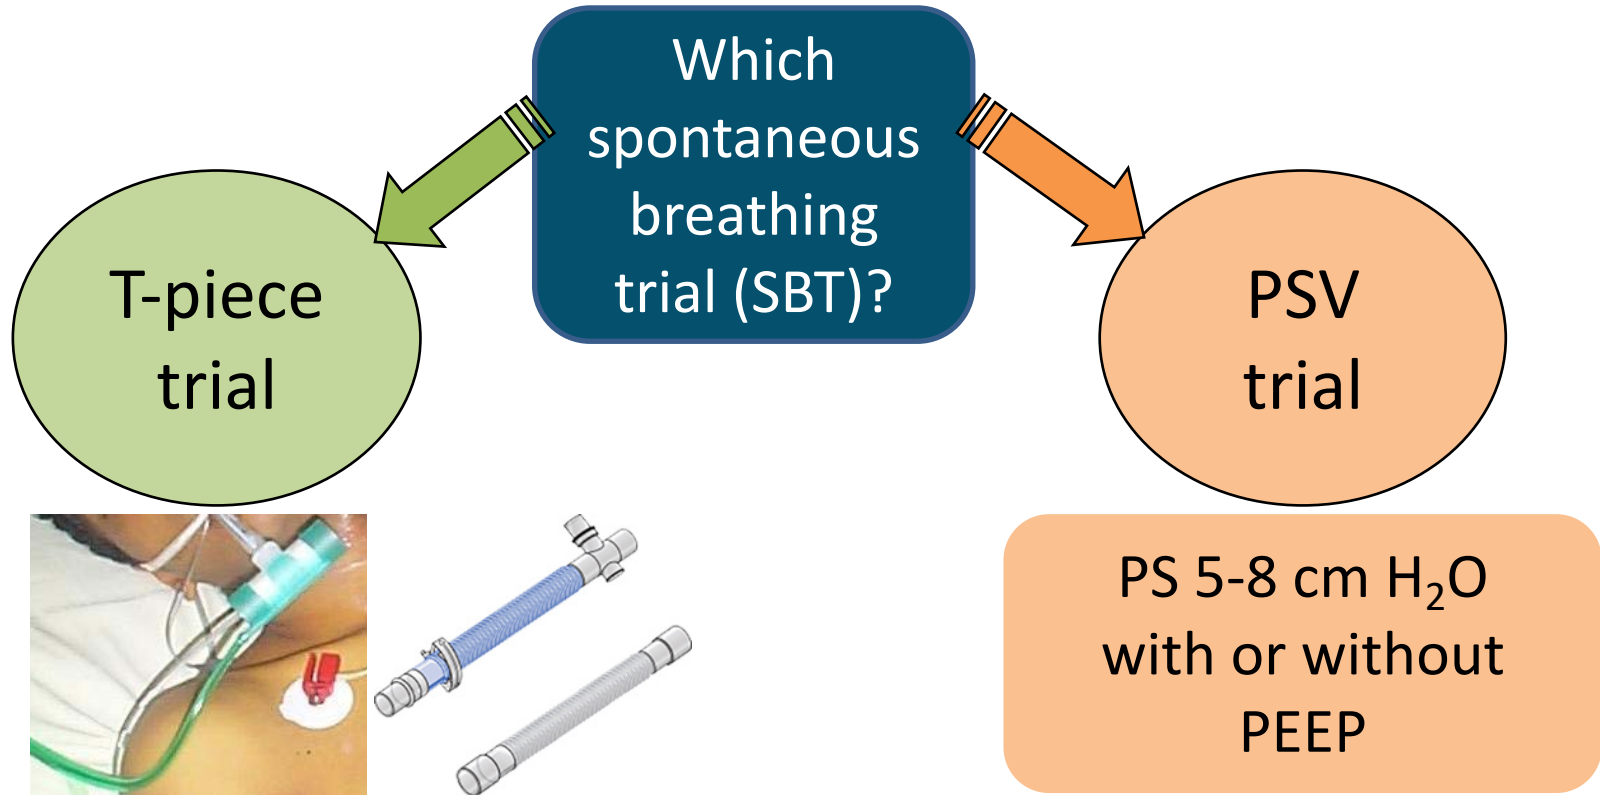 Which
spontaneous
breathing
trial (SBT)?
T-piece
trial
PSV
trial
PS 5-8 cm H₂O
with or without
PEEP